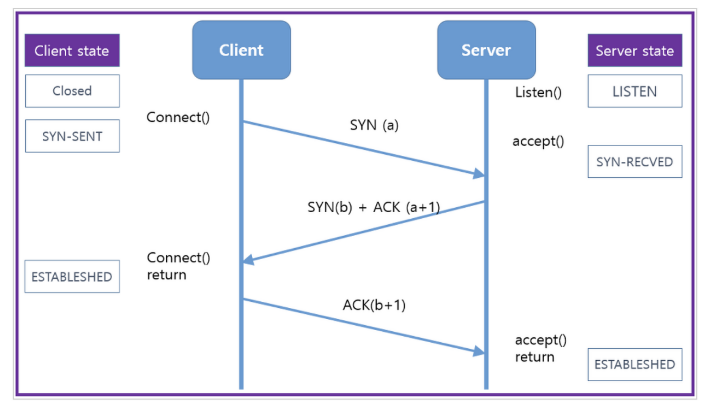 Client state
Client
Server
Server state
Closed
Listen()
LISTEN
Connect()
SYN (a)
SYN-SENT
accept()
SYN-RECVED
SYN(b) + ACK (a+1)
Connect()
return
ESTABLESHED
ACK(b+1)
accept()
return
ESTABLESHED